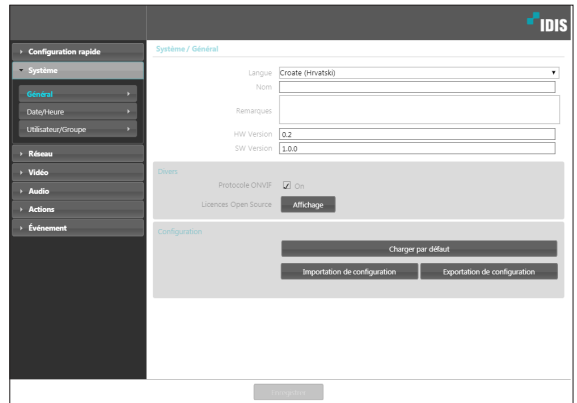 IDIS
Configuration rapide
Système
Général
Date/Heure
Utilisateur/Groupe
Réseau
Vidéo
Audio
Actions
Événement
Système / Général
Langue Croate (Hrvatski)
Nom
Remarques
HW Version 0.2
SW Version 1.0.0
Divers
Protocole ONVIF On
Licences Open Source Affichage
Configuration
Charger par défaut
Importation de configuration Exportation de configuration